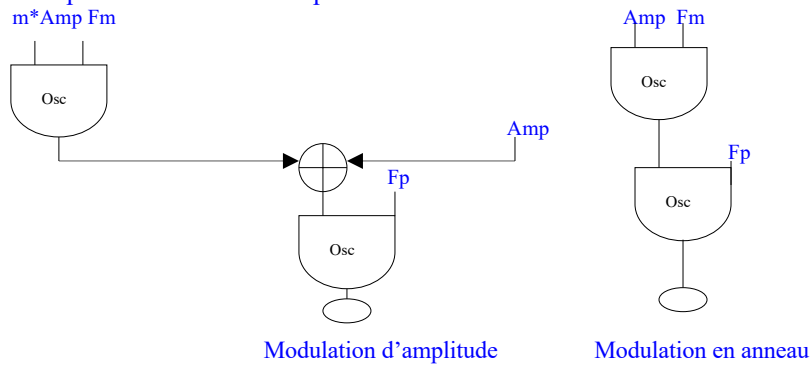 m*Amp Fm
Osc
Amp
Fp
Osc
Modulation d’amplitude
Amp Fm
Osc
Fp
Osc
Modulation en anneau